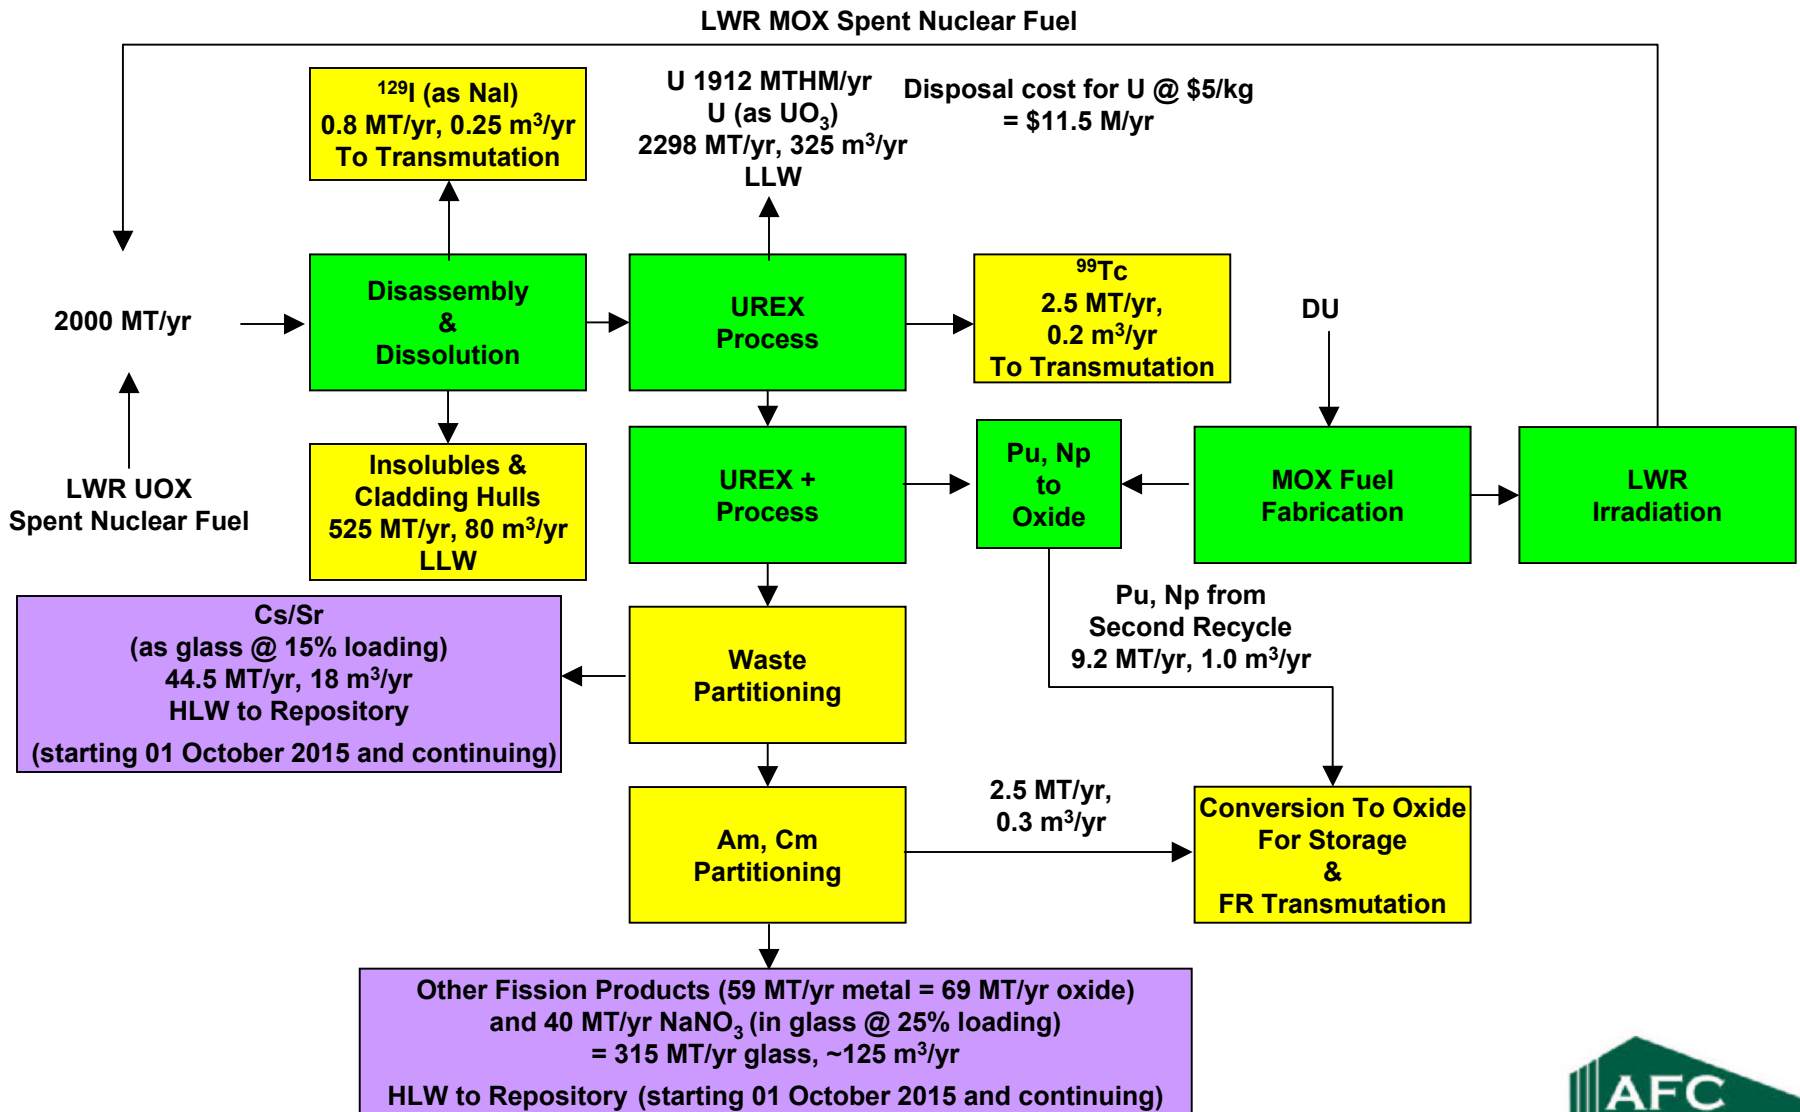 LWR MOX Spent Nuclear Fuel
¹²⁹I (as NaI)
0.8 MT/yr, 0.25 m³/yr
To Transmutation
U 1912 MTHM/yr
U (as UO₃)
2298 MT/yr, 325 m³/yr
LLW
Disposal cost for U @ $5/kg
= $11.5 M/yr
2000 MT/yr
Disassembly
&
Dissolution
UREX
Process
⁹⁹Tc
2.5 MT/yr,
0.2 m³/yr
To Transmutation
DU
LWR UOX
Spent Nuclear Fuel
Insolubles &
Cladding Hulls
525 MT/yr, 80 m³/yr
LLW
UREX +
Process
Pu, Np
to
Oxide
MOX Fuel
Fabrication
LWR
Irradiation
Cs/Sr
(as glass @ 15% loading)
44.5 MT/yr, 18 m³/yr
HLW to Repository
(starting 01 October 2015 and continuing)
Waste
Partitioning
Pu, Np from
Second Recycle
9.2 MT/yr, 1.0 m³/yr
Am, Cm
Partitioning
2.5 MT/yr,
0.3 m³/yr
Conversion To Oxide
For Storage
&
FR Transmutation
Other Fission Products (59 MT/yr metal = 69 MT/yr oxide)
and 40 MT/yr NaNO₃ (in glass @ 25% loading)
= 315 MT/yr glass, ~125 m³/yr
HLW to Repository (starting 01 October 2015 and continuing)
AFC